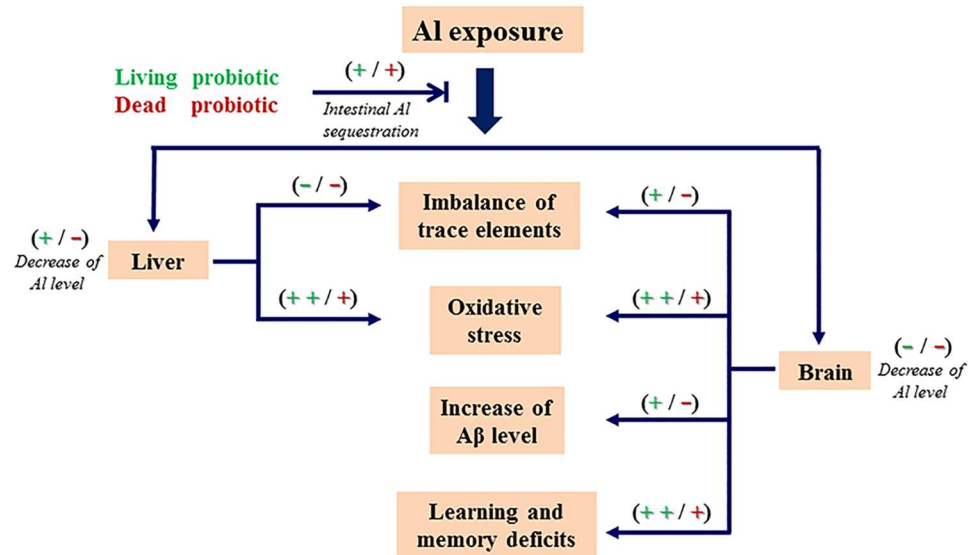 Al exposure
Living probiotic
Dead probiotic
(+ / +)
Intestinal Al
sequestration
(- / -)
Imbalance of
trace elements
(+ / -)
(+ / -)
Decrease of
Al level
Liver
(+ + / +)
Oxidative
stress
(+ + / +)
Brain
(- / -)
Decrease of
Al level
Increase of
Aβ level
(+ / -)
Learning and
memory deficits
(+ + / +)